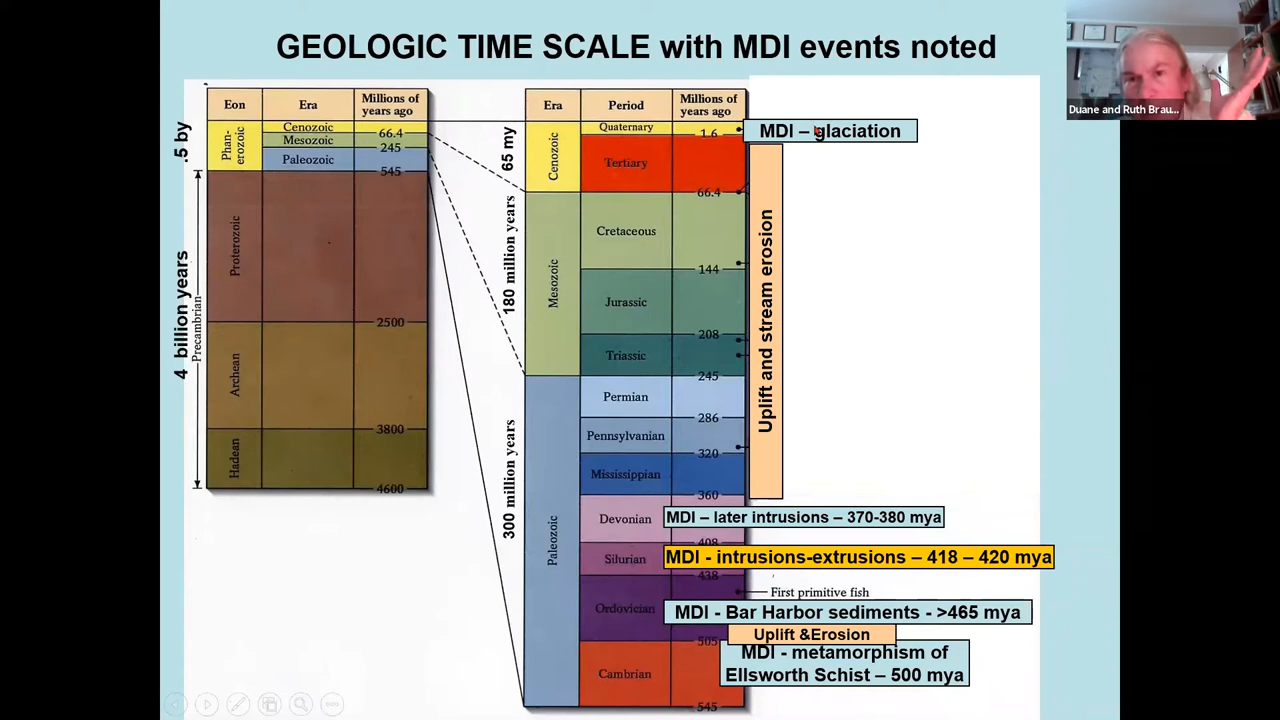 GEOLOGIC TIME SCALE with MDI events noted
Duane and Ruth Brau...
Eon
Era
Millions of
years ago
.5 by
Phan-
erozoic
Cenozoic
66.4
Mesozoic
245
Paleozoic
545
4 billion years
Precambrian
Proterozoic
2500
Archean
3800
Hadean
4600
Era
Period
Millions of
years ago
65 my
Cenozoic
Quaternary
1.6
Tertiary
66.4
180 million years
Mesozoic
Cretaceous
144
Jurassic
208
Triassic
245
300 million years
Paleozoic
Permian
286
Pennsylvanian
320
Mississippian
360
Devonian
408
Silurian
438
Ordovician
505
Cambrian
545
MDI – glaciation
Uplift and stream erosion
MDI – later intrusions – 370-380 mya
MDI - intrusions-extrusions – 418 – 420 mya
First primitive fish
MDI - Bar Harbor sediments - >465 mya
Uplift &Erosion
MDI - metamorphism of
Ellsworth Schist – 500 mya